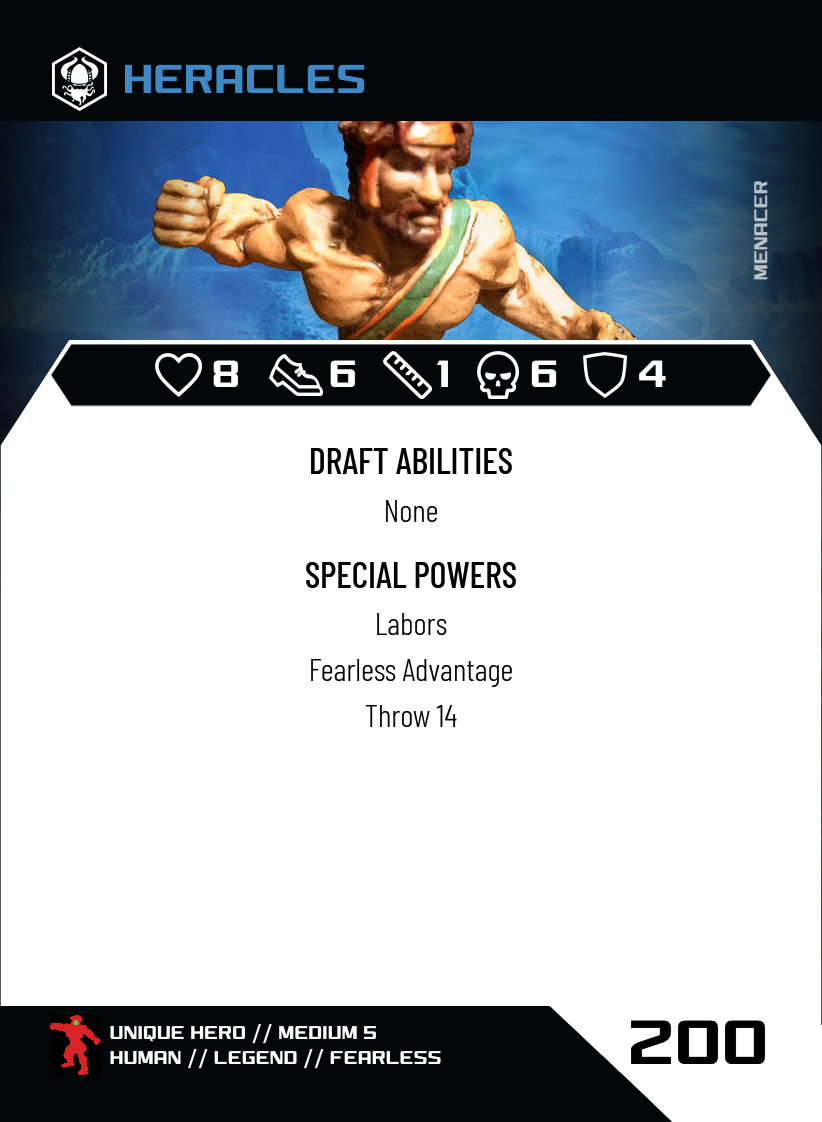 HERACLES
MENACER
8 6 1 6 4
DRAFT ABILITIES
None
SPECIAL POWERS
Labors
Fearless Advantage
Throw 14
UNIQUE HERO // MEDIUM 5
HUMAN // LEGEND // FEARLESS
200